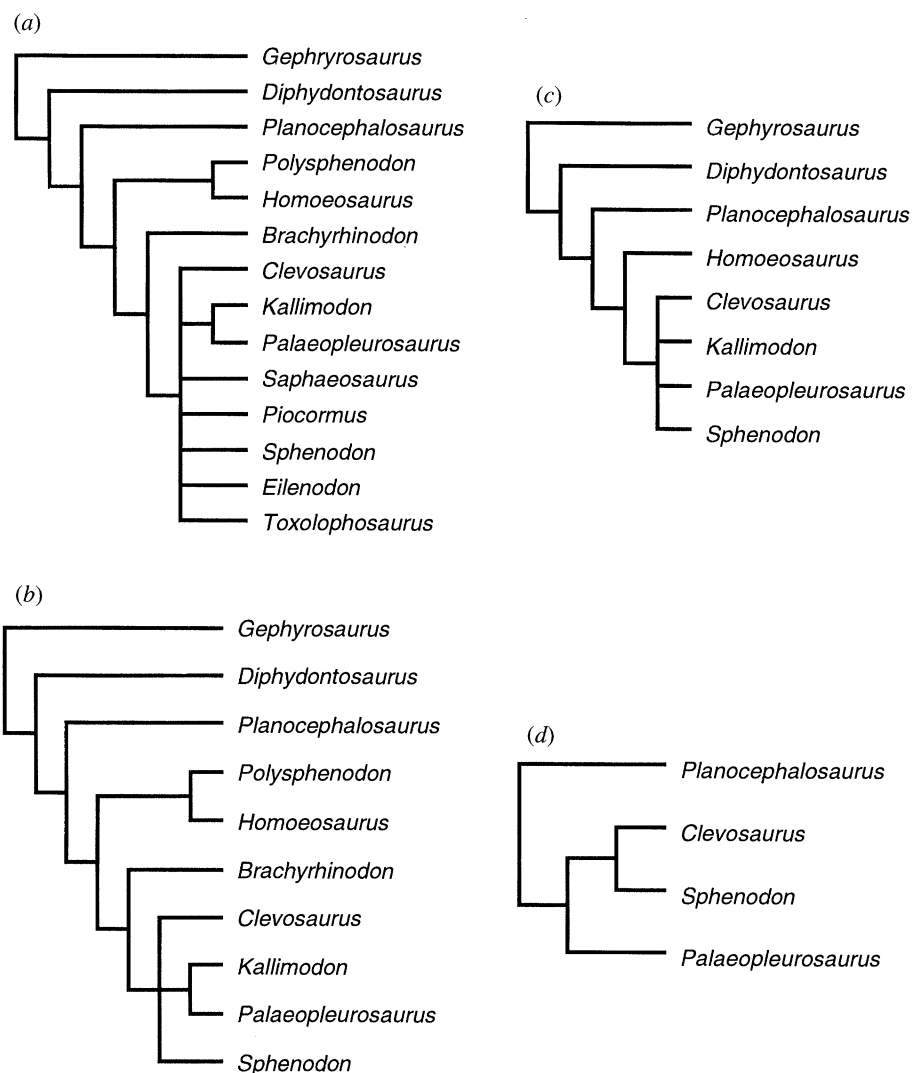 (a)
Gephryrosaurus
Diphydontosaurus
Planocephalosaurus
Polysphenodon
Homoeosaurus
Brachyrhinodon
Clevosaurus
Kallimodon
Palaeopleurosaurus
Saphaeosaurus
Piocormus
Sphenodon
Eilenodon
Toxolophosaurus
(c)
Gephyrosaurus
Diphydontosaurus
Planocephalosaurus
Homoeosaurus
Clevosaurus
Kallimodon
Palaeopleurosaurus
Sphenodon
(b)
Gephyrosaurus
Diphydontosaurus
Planocephalosaurus
Polysphenodon
Homoeosaurus
Brachyrhinodon
Clevosaurus
Kallimodon
Palaeopleurosaurus
Sphenodon
(d)
Planocephalosaurus
Clevosaurus
Sphenodon
Palaeopleurosaurus